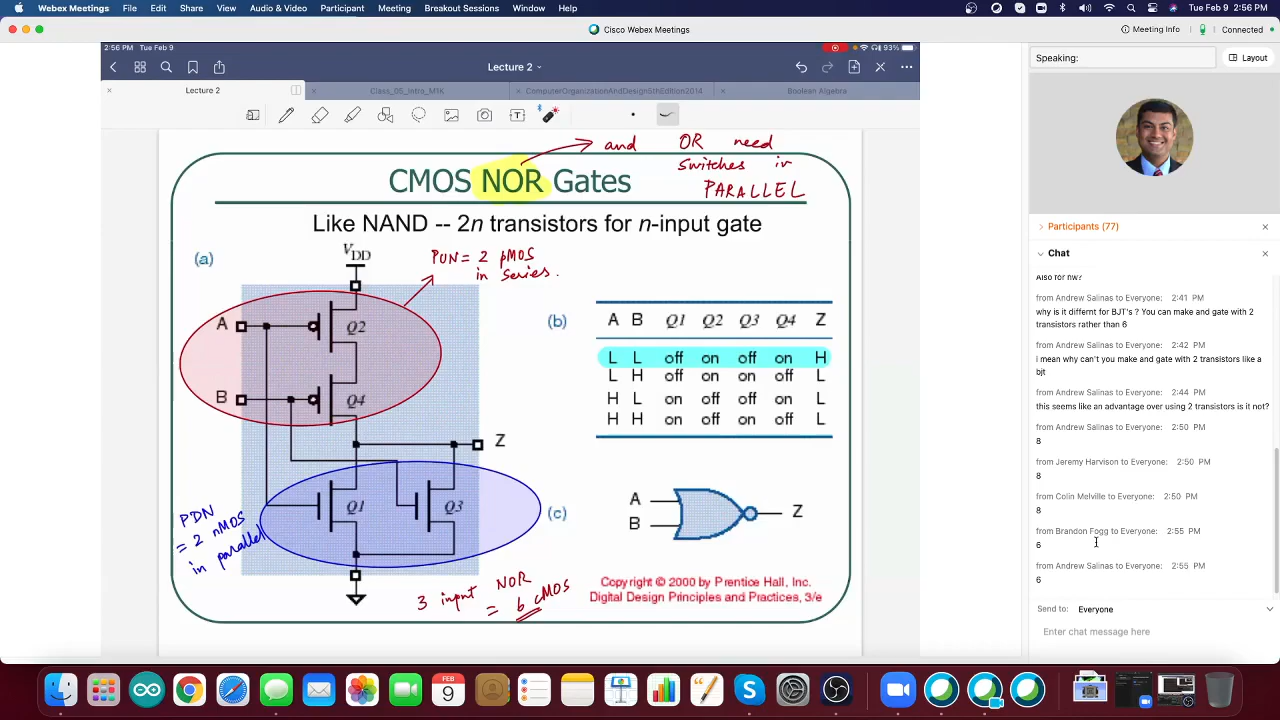 Webex Meetings File Edit Share View Audio & Video Participant Meeting Breakout Sessions Window Help Tue Feb 9 2:56 PM
Cisco Webex Meetings
Meeting Info Connected
2:56 PM Tue Feb 9
93%
Lecture 2
Lecture 2
Class_05_Intro_M1K
ComputerOrganizationAndDesign5thEdition2014
Boolean Algebra
and OR need
switches in
PARALLEL
CMOS NOR Gates
Like NAND -- 2n transistors for n-input gate
(a)
VDD
PUN = 2 pMOS
in series.
A
Q2
B
Q4
Z
Q1
Q3
PDN
= 2 nMOS
in parallel
3 input NOR
= 6 CMOS
(b)
A B Q1 Q2 Q3 Q4 Z
L L off on off on H
L H off on on off L
H L on off off on L
H H on off on off L
(c)
A
B
Z
Copyright © 2000 by Prentice Hall, Inc.
Digital Design Principles and Practices, 3/e
Speaking:
Layout
Participants (77)
Chat
Also for nw?
from Andrew Salinas to Everyone: 2:41 PM
why is it differnt for BJT's ? You can make and gate with 2
transistors rather than 6
from Andrew Salinas to Everyone: 2:42 PM
i mean why can't you make and gate with 2 transistors like a
bjt
from Andrew Salinas to Everyone: 2:44 PM
this seems like an advantage over using 2 transistors is it not?
from Andrew Salinas to Everyone: 2:50 PM
8
from Jeremy Harvison to Everyone: 2:50 PM
8
from Colin Melville to Everyone: 2:50 PM
8
from Brandon Fogg to Everyone: 2:55 PM
6
from Andrew Salinas to Everyone: 2:55 PM
6
Send to: Everyone
Enter chat message here
FEB
9